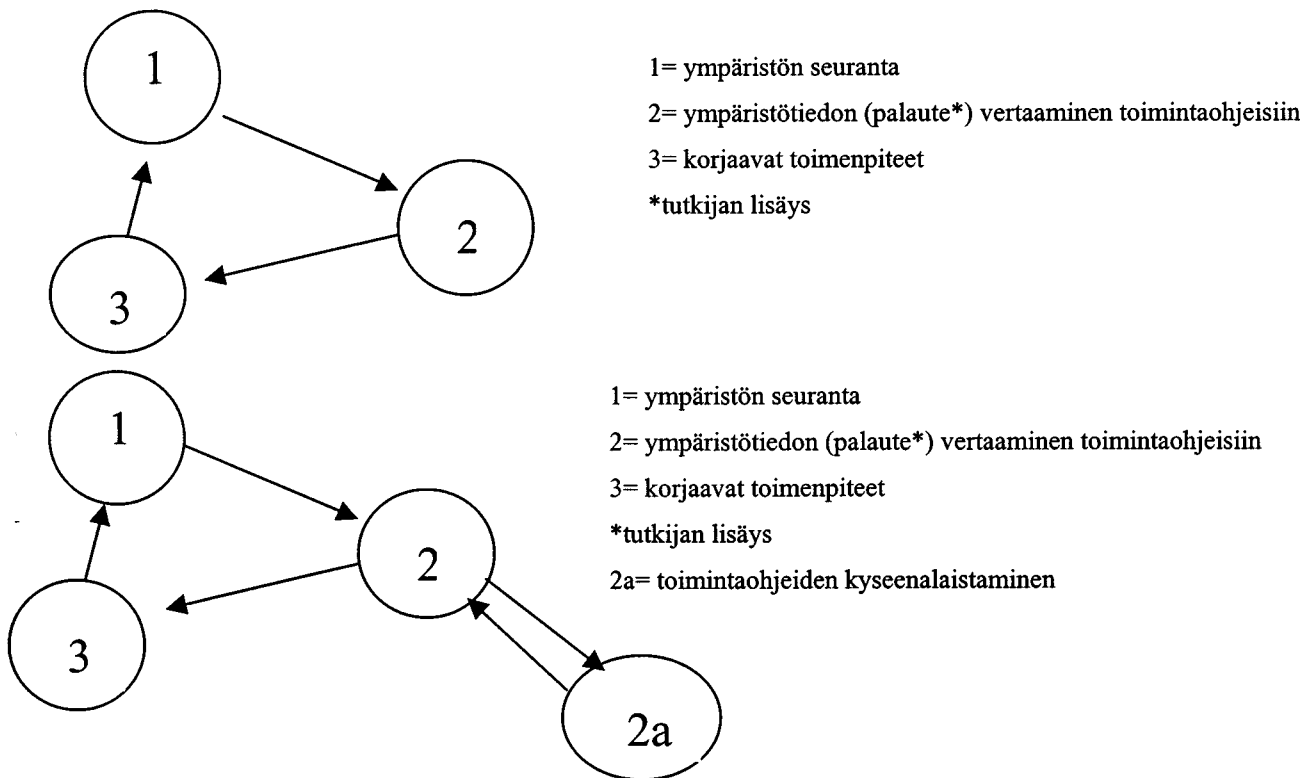 1
2
3
1= ympäristön seuranta
2= ympäristötiedon (palaute*) vertaaminen toimintaohjeisiin
3= korjaavat toimenpiteet
*tutkijan lisäys
1
2
3
2a
1= ympäristön seuranta
2= ympäristötiedon (palaute*) vertaaminen toimintaohjeisiin
3= korjaavat toimenpiteet
*tutkijan lisäys
2a= toimintaohjeiden kyseenalaistaminen